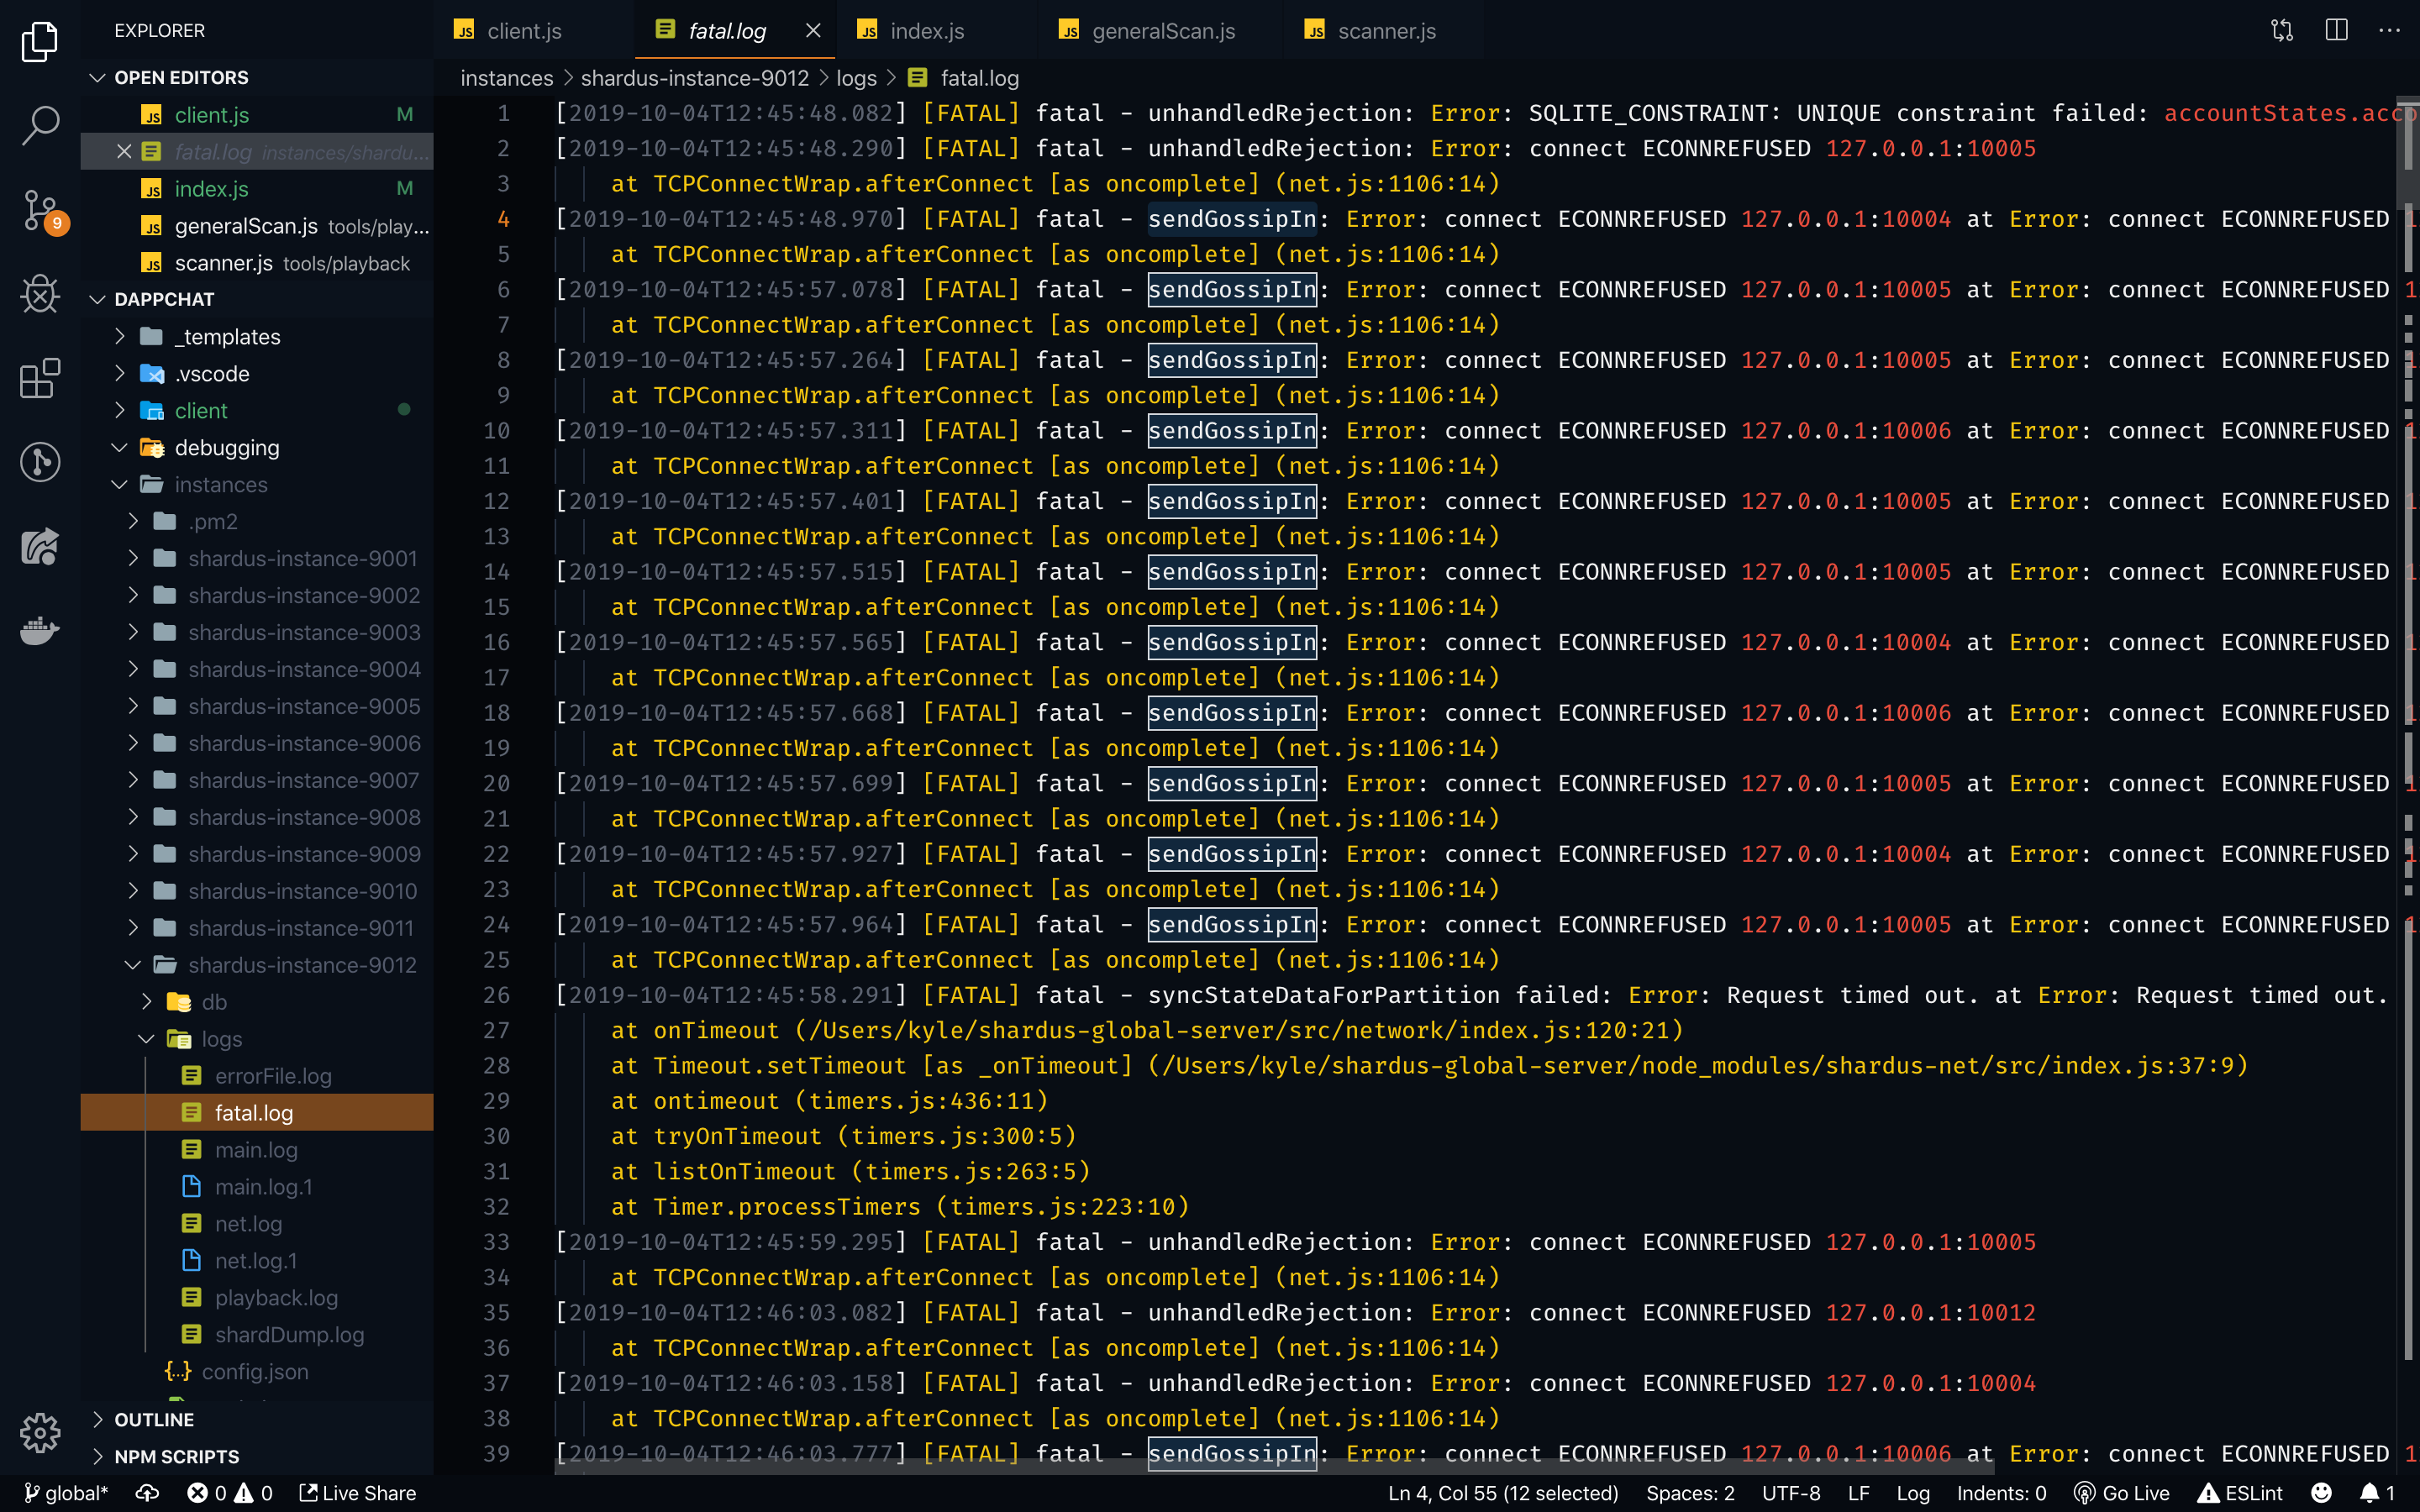 EXPLORER
OPEN EDITORS
client.js M
fatal.log instances/shardu...
index.js M
generalScan.js tools/play...
scanner.js tools/playback
DAPPCHAT
_templates
.vscode
client
debugging
instances
.pm2
shardus-instance-9001
shardus-instance-9002
shardus-instance-9003
shardus-instance-9004
shardus-instance-9005
shardus-instance-9006
shardus-instance-9007
shardus-instance-9008
shardus-instance-9009
shardus-instance-9010
shardus-instance-9011
shardus-instance-9012
db
logs
errorFile.log
fatal.log
main.log
main.log.1
net.log
net.log.1
playback.log
shardDump.log
config.json
OUTLINE
NPM SCRIPTS
9
client.js fatal.log index.js generalScan.js scanner.js
instances > shardus-instance-9012 > logs > fatal.log
1 [2019-10-04T12:45:48.082] [FATAL] fatal - unhandledRejection: Error: SQLITE_CONSTRAINT: UNIQUE constraint failed: accountStates.acco
2 [2019-10-04T12:45:48.290] [FATAL] fatal - unhandledRejection: Error: connect ECONNREFUSED 127.0.0.1:10005
3 at TCPConnectWrap.afterConnect [as oncomplete] (net.js:1106:14)
4 [2019-10-04T12:45:48.970] [FATAL] fatal - sendGossipIn: Error: connect ECONNREFUSED 127.0.0.1:10004 at Error: connect ECONNREFUSED 1
5 at TCPConnectWrap.afterConnect [as oncomplete] (net.js:1106:14)
6 [2019-10-04T12:45:57.078] [FATAL] fatal - sendGossipIn: Error: connect ECONNREFUSED 127.0.0.1:10005 at Error: connect ECONNREFUSED 1
7 at TCPConnectWrap.afterConnect [as oncomplete] (net.js:1106:14)
8 [2019-10-04T12:45:57.264] [FATAL] fatal - sendGossipIn: Error: connect ECONNREFUSED 127.0.0.1:10005 at Error: connect ECONNREFUSED 1
9 at TCPConnectWrap.afterConnect [as oncomplete] (net.js:1106:14)
10 [2019-10-04T12:45:57.311] [FATAL] fatal - sendGossipIn: Error: connect ECONNREFUSED 127.0.0.1:10006 at Error: connect ECONNREFUSED 1
11 at TCPConnectWrap.afterConnect [as oncomplete] (net.js:1106:14)
12 [2019-10-04T12:45:57.401] [FATAL] fatal - sendGossipIn: Error: connect ECONNREFUSED 127.0.0.1:10005 at Error: connect ECONNREFUSED 1
13 at TCPConnectWrap.afterConnect [as oncomplete] (net.js:1106:14)
14 [2019-10-04T12:45:57.515] [FATAL] fatal - sendGossipIn: Error: connect ECONNREFUSED 127.0.0.1:10005 at Error: connect ECONNREFUSED 1
15 at TCPConnectWrap.afterConnect [as oncomplete] (net.js:1106:14)
16 [2019-10-04T12:45:57.565] [FATAL] fatal - sendGossipIn: Error: connect ECONNREFUSED 127.0.0.1:10004 at Error: connect ECONNREFUSED 1
17 at TCPConnectWrap.afterConnect [as oncomplete] (net.js:1106:14)
18 [2019-10-04T12:45:57.668] [FATAL] fatal - sendGossipIn: Error: connect ECONNREFUSED 127.0.0.1:10006 at Error: connect ECONNREFUSED 1
19 at TCPConnectWrap.afterConnect [as oncomplete] (net.js:1106:14)
20 [2019-10-04T12:45:57.699] [FATAL] fatal - sendGossipIn: Error: connect ECONNREFUSED 127.0.0.1:10005 at Error: connect ECONNREFUSED 1
21 at TCPConnectWrap.afterConnect [as oncomplete] (net.js:1106:14)
22 [2019-10-04T12:45:57.927] [FATAL] fatal - sendGossipIn: Error: connect ECONNREFUSED 127.0.0.1:10004 at Error: connect ECONNREFUSED 1
23 at TCPConnectWrap.afterConnect [as oncomplete] (net.js:1106:14)
24 [2019-10-04T12:45:57.964] [FATAL] fatal - sendGossipIn: Error: connect ECONNREFUSED 127.0.0.1:10005 at Error: connect ECONNREFUSED 1
25 at TCPConnectWrap.afterConnect [as oncomplete] (net.js:1106:14)
26 [2019-10-04T12:45:58.291] [FATAL] fatal - syncStateDataForPartition failed: Error: Request timed out. at Error: Request timed out.
27 at onTimeout (/Users/kyle/shardus-global-server/src/network/index.js:120:21)
28 at Timeout.setTimeout [as _onTimeout] (/Users/kyle/shardus-global-server/node_modules/shardus-net/src/index.js:37:9)
29 at ontimeout (timers.js:436:11)
30 at tryOnTimeout (timers.js:300:5)
31 at listOnTimeout (timers.js:263:5)
32 at Timer.processTimers (timers.js:223:10)
33 [2019-10-04T12:45:59.295] [FATAL] fatal - unhandledRejection: Error: connect ECONNREFUSED 127.0.0.1:10005
34 at TCPConnectWrap.afterConnect [as oncomplete] (net.js:1106:14)
35 [2019-10-04T12:46:03.082] [FATAL] fatal - unhandledRejection: Error: connect ECONNREFUSED 127.0.0.1:10012
36 at TCPConnectWrap.afterConnect [as oncomplete] (net.js:1106:14)
37 [2019-10-04T12:46:03.158] [FATAL] fatal - unhandledRejection: Error: connect ECONNREFUSED 127.0.0.1:10004
38 at TCPConnectWrap.afterConnect [as oncomplete] (net.js:1106:14)
39 [2019-10-04T12:46:03.777] [FATAL] fatal - sendGossipIn: Error: connect ECONNREFUSED 127.0.0.1:10006 at Error: connect ECONNREFUSED 1
global* 0 0 Live Share Ln 4, Col 55 (12 selected) Spaces: 2 UTF-8 LF Log Indents: 0 Go Live ESLint 1